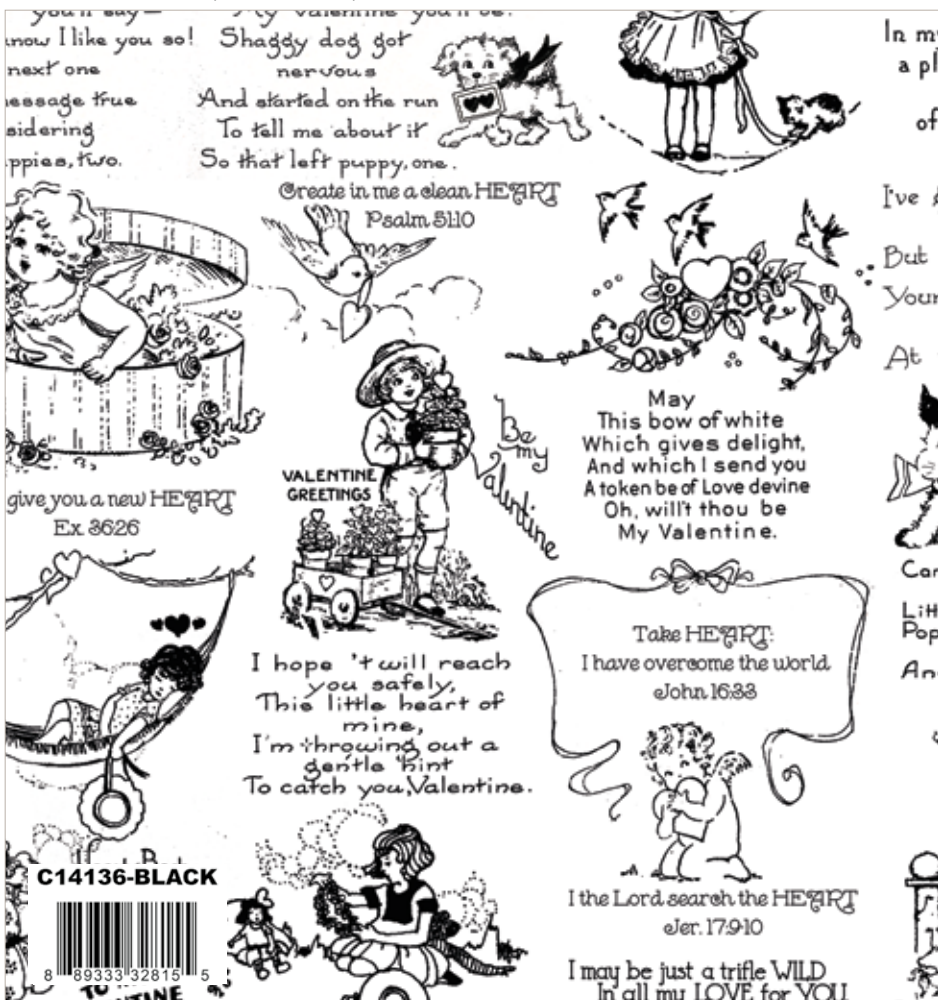 you'll say—
know I like you so!
next one
message true
sidering
ppies, two.
My Valentine you'll be.
Shaggy dog got
nervous
And started on the run
To tell me about it
So that left puppy, one.
Create in me a clean HEART
Psalm 51:10
In my
a pl
of
I've
But
Your
At
give you a new HEART
Ex 36:26
VALENTINE
GREETINGS
Be
my
Valentine
May
This bow of white
Which gives delight,
And which I send you
A token be of Love devine
Oh, will't thou be
My Valentine.
Car
Litt
Pop
An
Take HEART:
I have overcome the world
John 16:33
I hope 't will reach
you safely,
This little heart of
mine,
I'm throwing out a
gentle hint
To catch you, Valentine.
C14136-BLACK
8 89333 32815 5
TO
NTINE
I the Lord search the HEART
Jer. 17:9-10
I may be just a trifle WILD
In all my LOVE for YOU